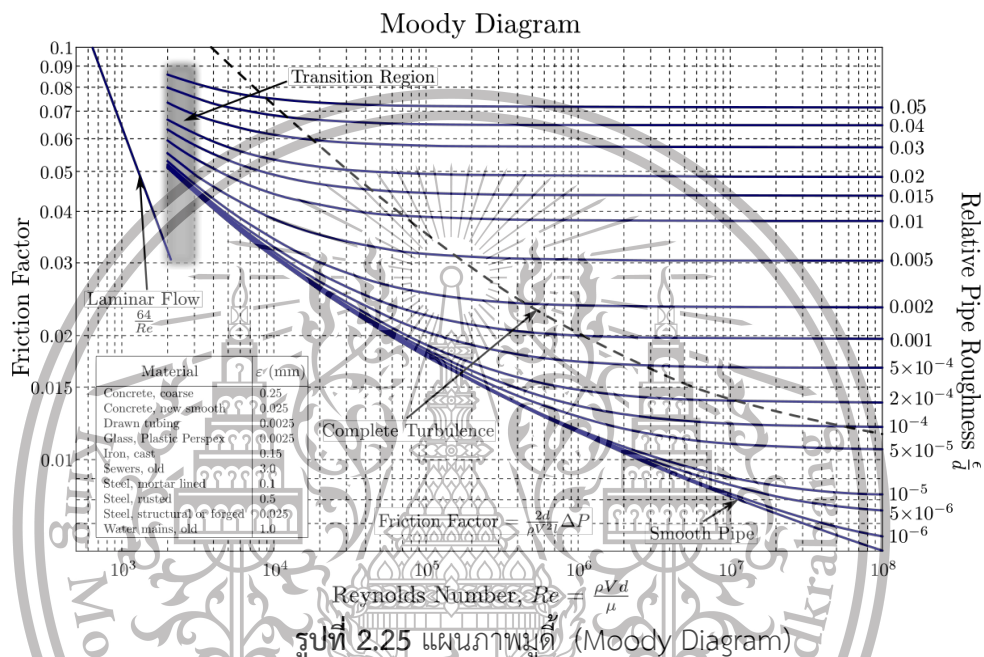 Moody Diagram
Transition Region
0.1
0.09
0.08
0.07
0.06
0.05
0.04
0.03
0.02
0.015
0.01
Friction Factor
Laminar Flow
64/Re
Material ε (mm)
Concrete, coarse 0.25
Concrete, new smooth 0.025
Drawn tubing 0.0025
Glass, Plastic Perspex 0.0025
Iron, cast 0.15
Sewers, old 3.0
Steel, mortar lined 0.1
Steel, rusted 0.5
Steel, structural or forged 0.025
Water mains, old 1.0
Complete Turbulence
Friction Factor = 2d/ρV²l ΔP
Smooth Pipe
0.05
0.04
0.03
0.02
0.015
0.01
0.005
0.002
0.001
5×10⁻⁴
2×10⁻⁴
10⁻⁴
5×10⁻⁵
10⁻⁵
5×10⁻⁶
10⁻⁶
Relative Pipe Roughness ϵ/d
10³ 10⁴ 10⁵ 10⁶ 10⁷ 10⁸
Reynolds Number, Re = ρVd/μ
รูปที่ 2.25 แผนภาพมูดี้ (Moody Diagram)